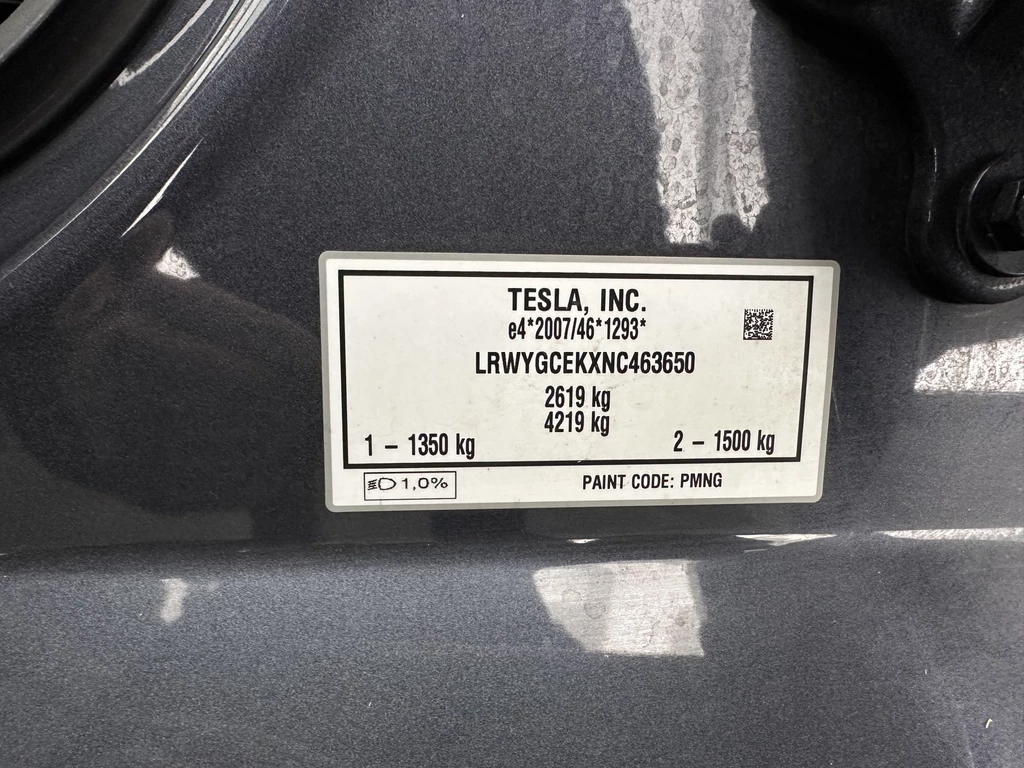 TESLA, INC.
e4*2007/46*1293*
LRWYGCEKXNC463650
2619 kg
4219 kg
1 – 1350 kg 2 – 1500 kg
1,0% PAINT CODE: PMNG